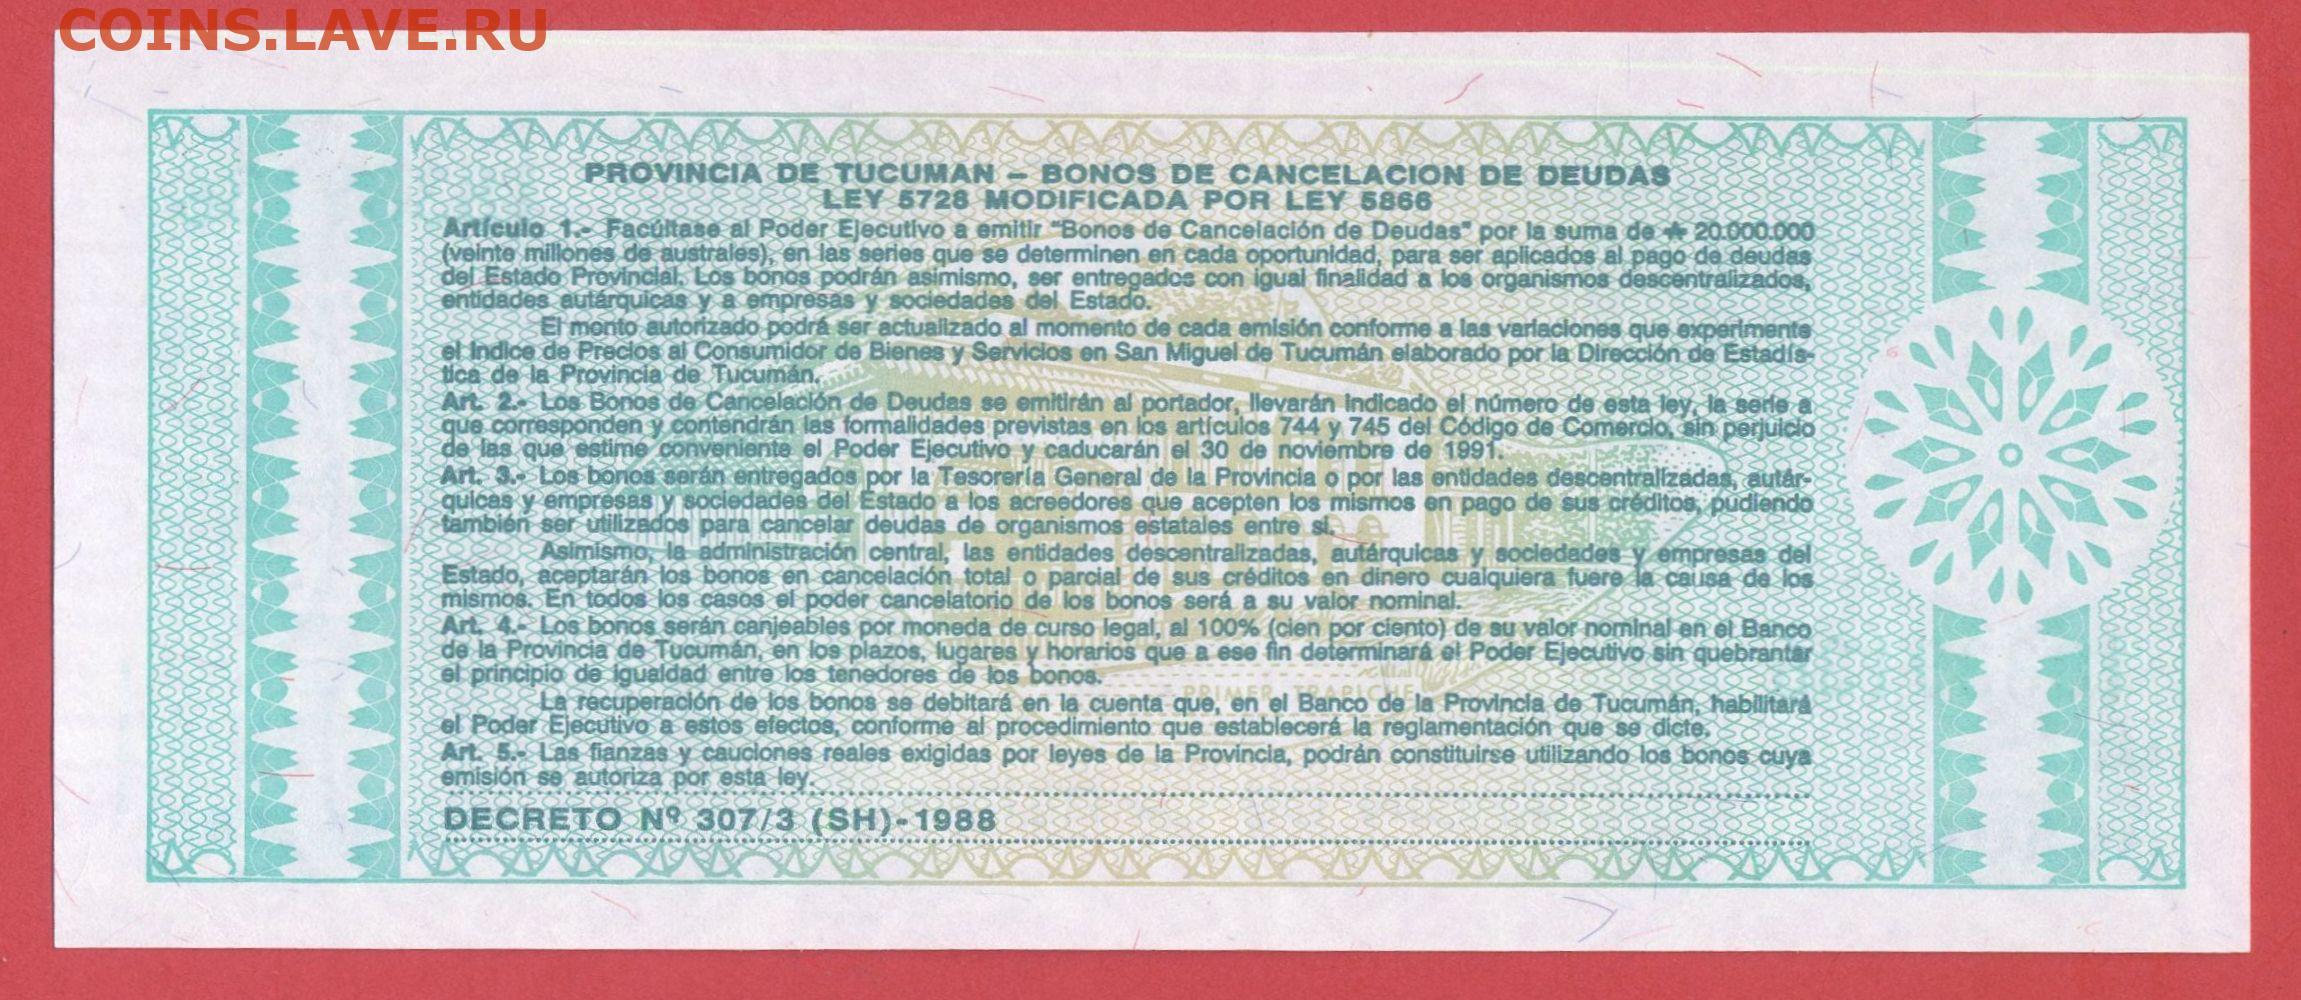 COINS.LAVE.RU
PROVINCIA DE TUCUMAN – BONOS DE CANCELACION DE DEUDAS
LEY 5728 MODIFICADA POR LEY 5866
Artículo 1.- Facúltase al Poder Ejecutivo a emitir "Bonos de Cancelación de Deudas" por la suma de ₳ 20.000.000
(veinte millones de australes), en las series que se determinen en cada oportunidad, para ser aplicados al pago de deudas
del Estado Provincial. Los bonos podrán asimismo, ser entregados con igual finalidad a los organismos descentralizados,
entidades autárquicas y a empresas y sociedades del Estado.
El monto autorizado podrá ser actualizado al momento de cada emisión conforme a las variaciones que experimente
el Indice de Precios al Consumidor de Bienes y Servicios en San Miguel de Tucumán elaborado por la Dirección de Estadís-
tica de la Provincia de Tucumán.
Art. 2.- Los Bonos de Cancelación de Deudas se emitirán al portador, llevarán indicado el número de esta ley, la serie a
que corresponden y contendrán las formalidades previstas en los artículos 744 y 745 del Código de Comercio, sin perjuicio
de las que estime conveniente el Poder Ejecutivo y caducarán el 30 de noviembre de 1991.
Art. 3.- Los bonos serán entregados por la Tesorería General de la Provincia o por las entidades descentralizadas, autár-
quicas y empresas y sociedades del Estado a los acreedores que acepten los mismos en pago de sus créditos, pudiendo
también ser utilizados para cancelar deudas de organismos estatales entre sí.
Asimismo, la administración central, las entidades descentralizadas, autárquicas y sociedades y empresas del
Estado, aceptarán los bonos en cancelación total o parcial de sus créditos en dinero cualquiera fuere la causa de los
mismos. En todos los casos el poder cancelatorio de los bonos será a su valor nominal.
Art. 4.- Los bonos serán canjeables por moneda de curso legal, al 100% (cien por ciento) de su valor nominal en el Banco
de la Provincia de Tucumán, en los plazos, lugares y horarios que a ese fin determinará el Poder Ejecutivo sin quebrantar
el principio de igualdad entre los tenedores de los bonos.
PRIMER TRAPICHE
La recuperación de los bonos se debitará en la cuenta que, en el Banco de la Provincia de Tucumán, habilitará
el Poder Ejecutivo a estos efectos, conforme al procedimiento que establecerá la reglamentación que se dicte.
Art. 5.- Las fianzas y cauciones reales exigidas por leyes de la Provincia, podrán constituirse utilizando los bonos cuya
emisión se autoriza por esta ley.
DECRETO Nº 307/3 (SH)-1988